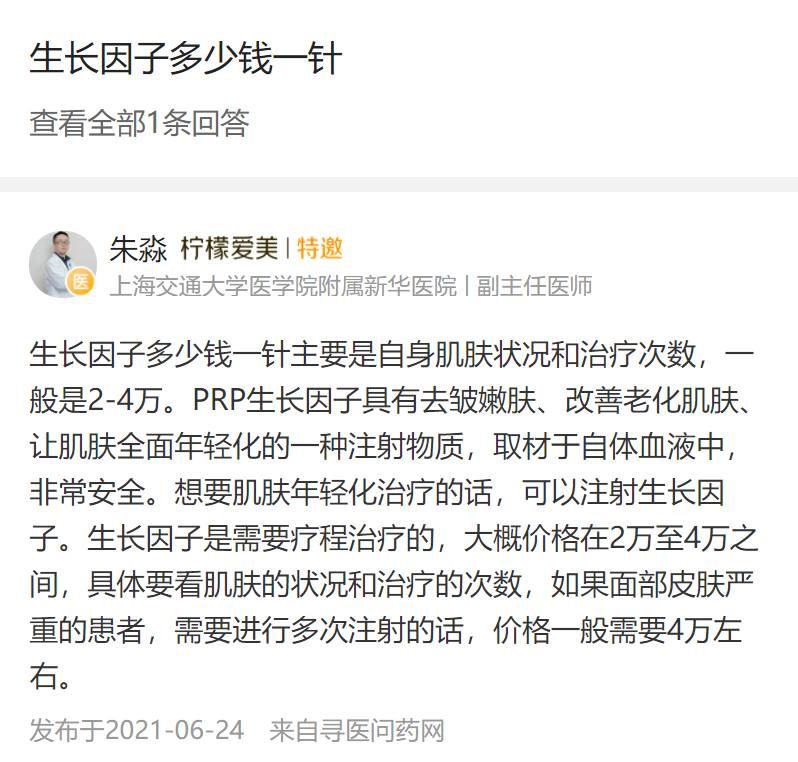 生长因子多少钱一针
查看全部1条回答
朱淼 柠檬爱美 | 特邀
医
上海交通大学医学院附属新华医院 | 副主任医师
生长因子多少钱一针主要是自身肌肤状况和治疗次数，一
般是2-4万。PRP生长因子具有去皱嫩肤、改善老化肌肤、
让肌肤全面年轻化的一种注射物质，取材于自体血液中，
非常安全。想要肌肤年轻化治疗的话，可以注射生长因
子。生长因子是需要疗程治疗的，大概价格在2万至4万之
间，具体要看肌肤的状况和治疗的次数，如果面部皮肤严
重的患者，需要进行多次注射的话，价格一般需要4万左
右。
发布于2021-06-24 来自寻医问药网